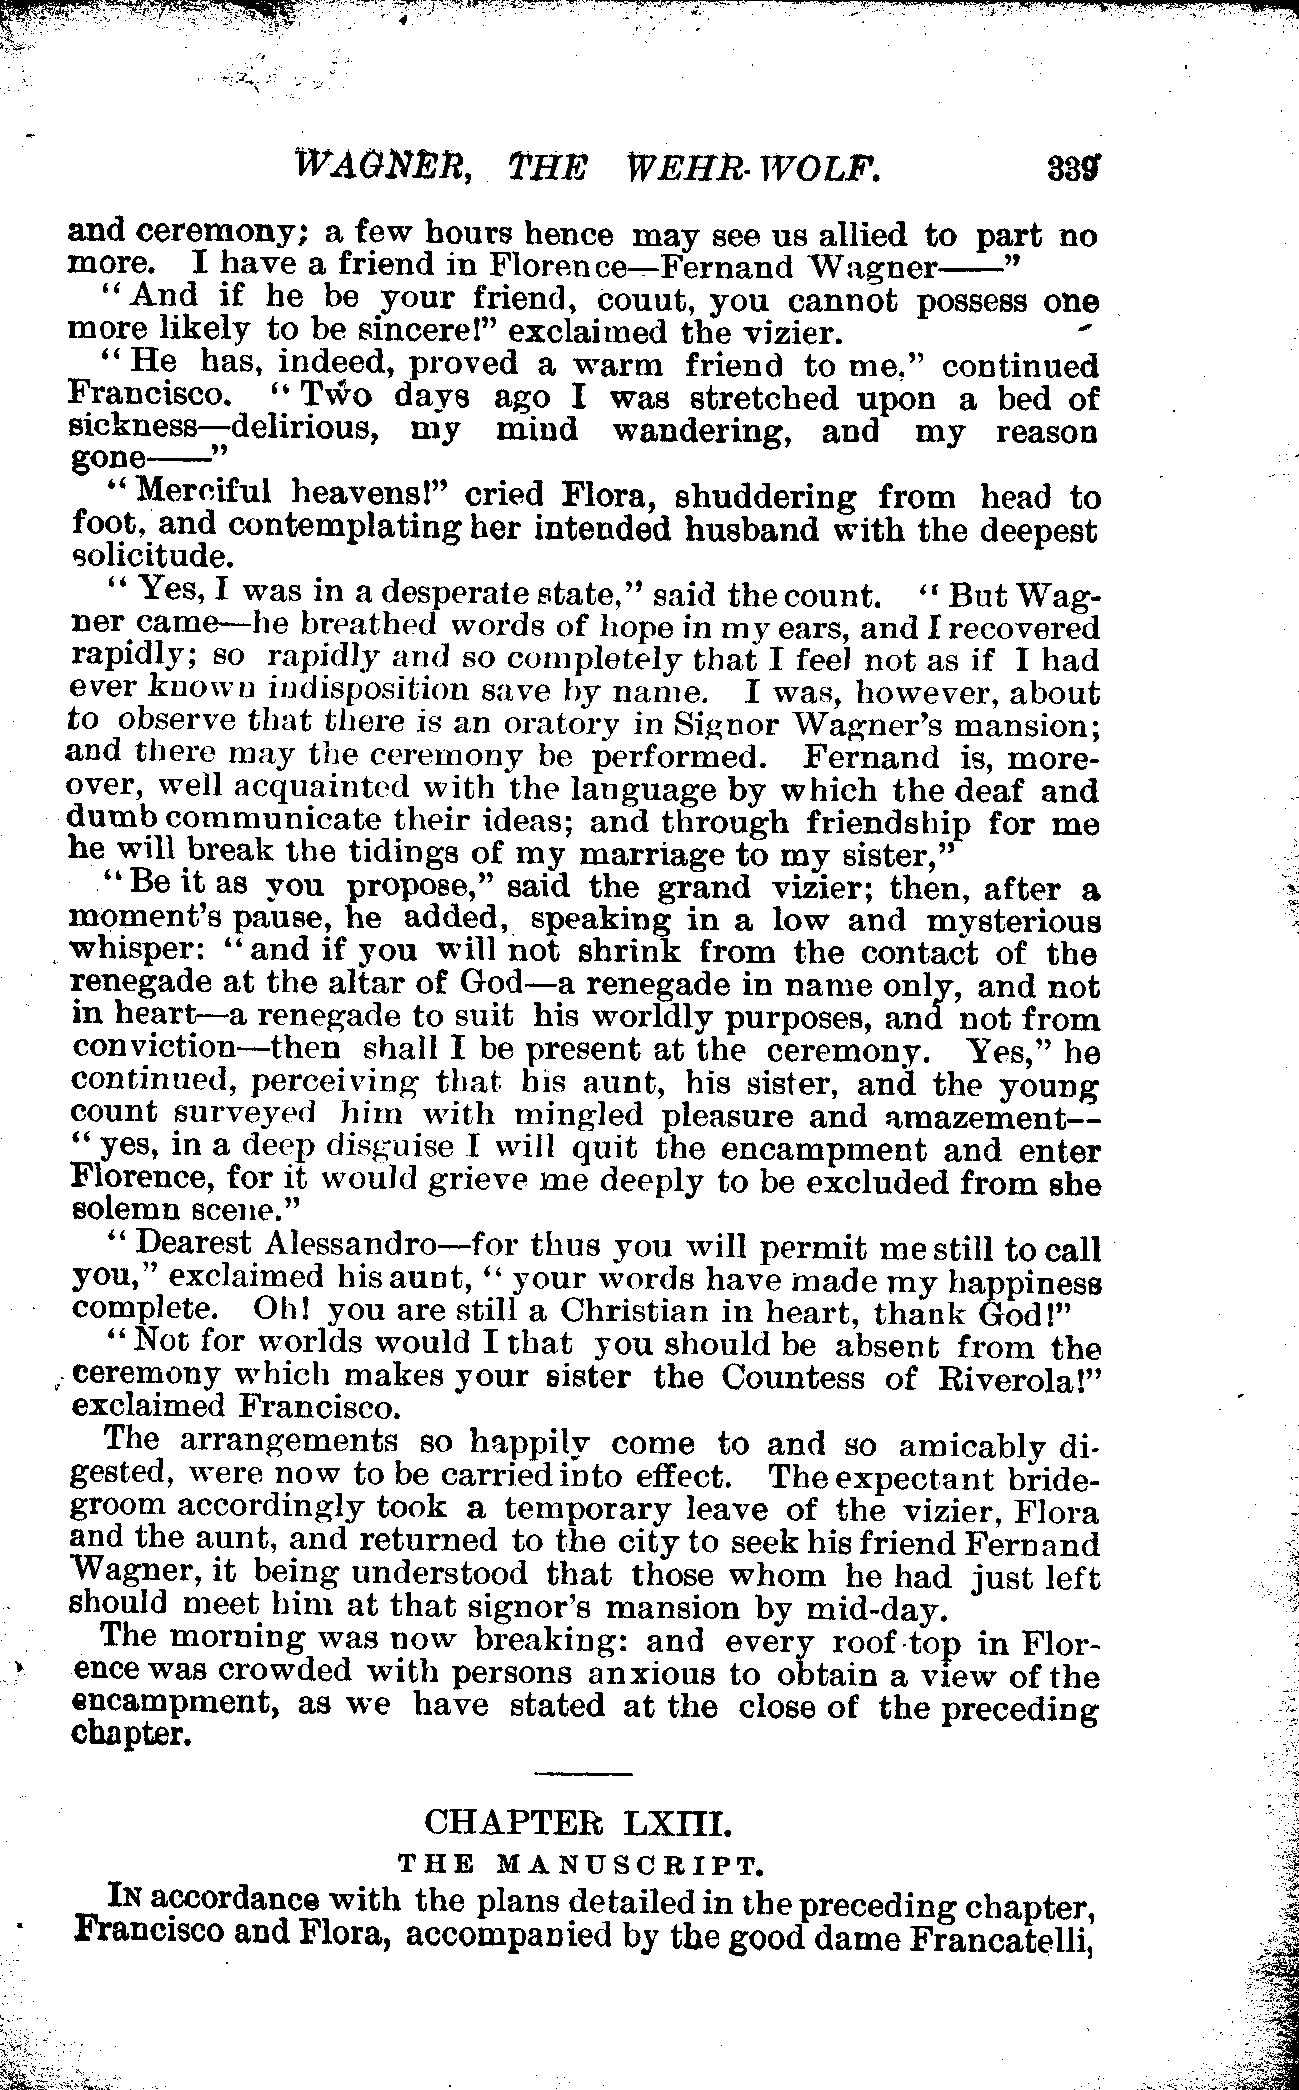 WAGNER, THE WEHR-WOLF. 339
and ceremony; a few hours hence may see us allied to part no
more. I have a friend in Florence—Fernand Wagner——”
“And if he be your friend, couut, you cannot possess one
more likely to be sincere!” exclaimed the vizier.
“He has, indeed, proved a warm friend to me,” continued
Francisco. “Two days ago I was stretched upon a bed of
sickness—delirious, my mind wandering, and my reason
gone——”
“Merciful heavens!” cried Flora, shuddering from head to
foot, and contemplating her intended husband with the deepest
solicitude.
“Yes, I was in a desperate state,” said the count. “But Wag-
ner came—he breathed words of hope in my ears, and I recovered
rapidly; so rapidly and so completely that I feel not as if I had
ever known indisposition save by name. I was, however, about
to observe that there is an oratory in Signor Wagner's mansion;
and there may the ceremony be performed. Fernand is, more-
over, well acquainted with the language by which the deaf and
dumb communicate their ideas; and through friendship for me
he will break the tidings of my marriage to my sister,”
“Be it as you propose,” said the grand vizier; then, after a
moment's pause, he added, speaking in a low and mysterious
whisper: “and if you will not shrink from the contact of the
renegade at the altar of God—a renegade in name only, and not
in heart—a renegade to suit his worldly purposes, and not from
conviction—then shall I be present at the ceremony. Yes,” he
continued, perceiving that his aunt, his sister, and the young
count surveyed him with mingled pleasure and amazement—
“yes, in a deep disguise I will quit the encampment and enter
Florence, for it would grieve me deeply to be excluded from she
solemn scene.”
“Dearest Alessandro—for thus you will permit me still to call
you,” exclaimed his aunt, “your words have made my happiness
complete. Oh! you are still a Christian in heart, thank God!”
“Not for worlds would I that you should be absent from the
ceremony which makes your sister the Countess of Riverola!”
exclaimed Francisco.
The arrangements so happily come to and so amicably di-
gested, were now to be carried into effect. The expectant bride-
groom accordingly took a temporary leave of the vizier, Flora
and the aunt, and returned to the city to seek his friend Fernand
Wagner, it being understood that those whom he had just left
should meet him at that signor's mansion by mid-day.
The morning was now breaking: and every roof-top in Flor-
ence was crowded with persons anxious to obtain a view of the
encampment, as we have stated at the close of the preceding
chapter.
CHAPTER LXIII.
THE MANUSCRIPT.
IN accordance with the plans detailed in the preceding chapter,
Francisco and Flora, accompanied by the good dame Francatelli,